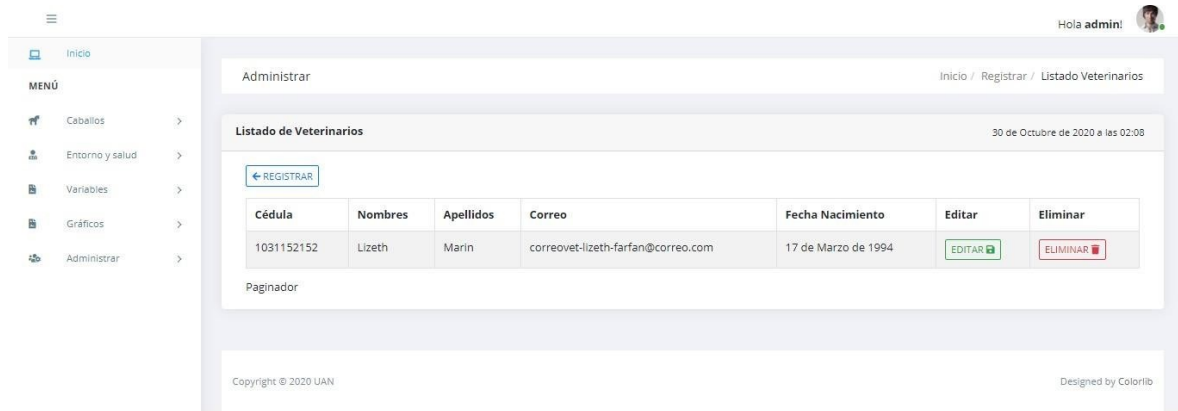 Hola admin!
Inicio
MENÚ
Caballos
Entorno y salud
Variables
Gráficos
Administrar
Administrar
Inicio / Registrar / Listado Veterinarios
Listado de Veterinarios
30 de Octubre de 2020 a las 02:08
REGISTRAR
Cédula Nombres Apellidos Correo Fecha Nacimiento Editar Eliminar
1031152152 Lizeth Marin correovet-lizeth-farfan@correo.com 17 de Marzo de 1994 EDITAR ELIMINAR
Paginador
Copyright © 2020 UAN
Designed by Colorlib